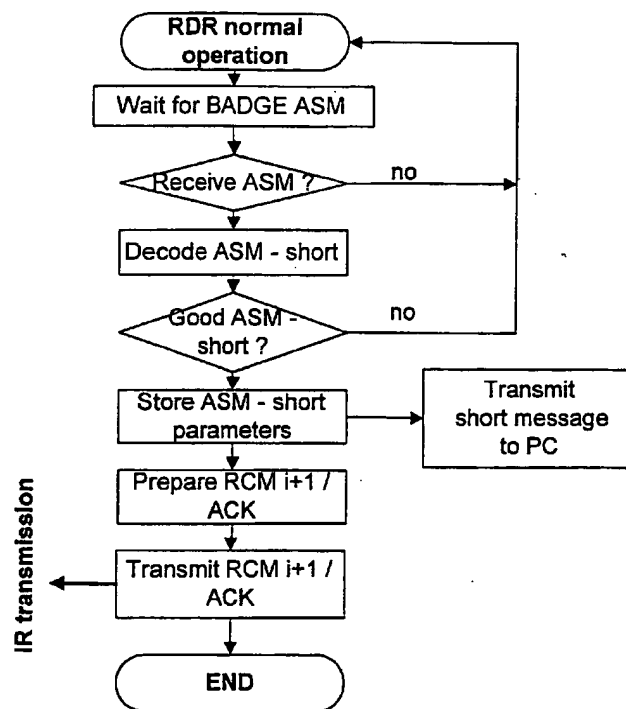 RDR normal
operation
Wait for BADGE ASM
Receive ASM ?
no
Decode ASM - short
Good ASM -
short ?
no
Store ASM - short
parameters
Transmit
short message
to PC
Prepare RCM i+1 /
ACK
Transmit RCM i+1 /
ACK
IR transmission
END